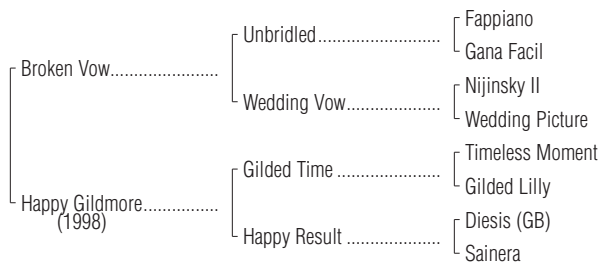 Fappiano
Unbridled......................................
Gana Facil
Broken Vow.......................
Nijinsky II
Wedding Vow.....................
Wedding Picture
Timeless Moment
Gilded Time .......................
Gilded Lilly
Happy Gildmore................
(1998)
Diesis (GB)
Happy Result .....................
Sainera